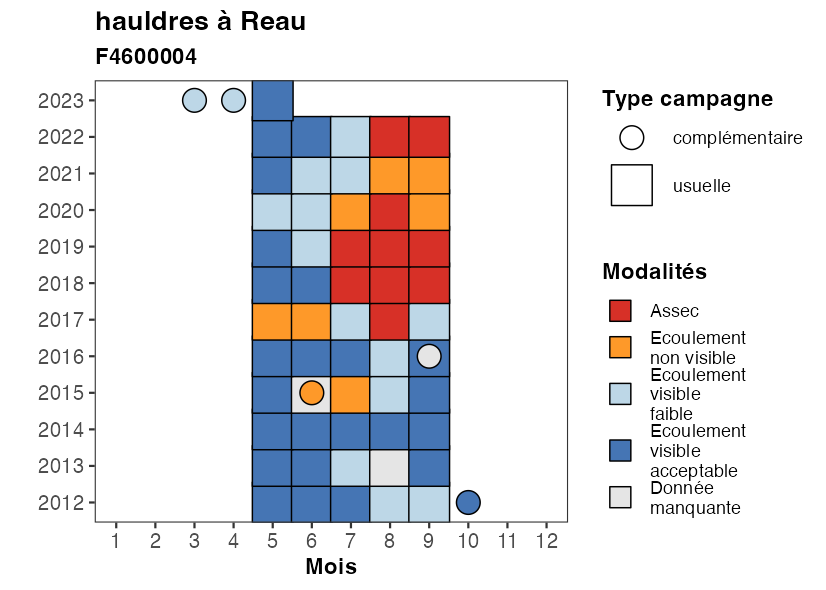 hauldres à Reau
F4600004
2023
2022
2021
2020
2019
2018
2017
2016
2015
2014
2013
2012
1 2 3 4 5 6 7 8 9 10 11 12
Mois
Type campagne
complémentaire
usuelle
Modalités
Assec
Ecoulement
non visible
Ecoulement
visible
faible
Ecoulement
visible
acceptable
Donnée
manquante